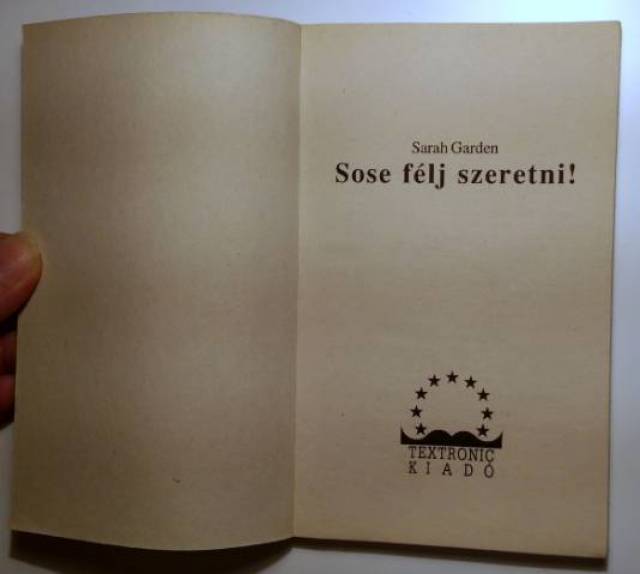 Sarah Garden
Sose félj szeretni!
TEXTRONIC
KIADÓ